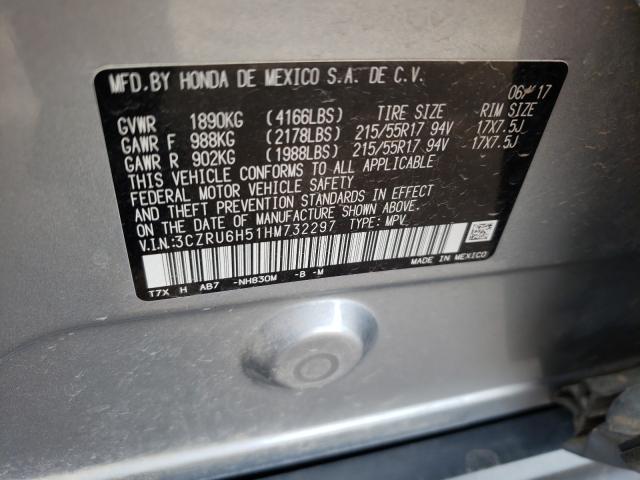 MFD.BY HONDA DE MEXICO S.A. DE C.V. 06/17
GVWR 1890KG (4166LBS) TIRE SIZE RIM SIZE
GAWR F 988KG (2178LBS) 215/55R17 94V 17X7.5J
GAWR R 902KG (1988LBS) 215/55R17 94V 17X7.5J
THIS VEHICLE CONFORMS TO ALL APPLICABLE
FEDERAL MOTOR VEHICLE SAFETY
AND THEFT PREVENTION STANDARDS IN EFFECT
ON THE DATE OF MANUFACTURE SHOWN ABOVE.
V.I.N.:3CZRU6H51HM732297 TYPE: MPV
T7X H AB7 -NH830M -B -M MADE IN MEXICO